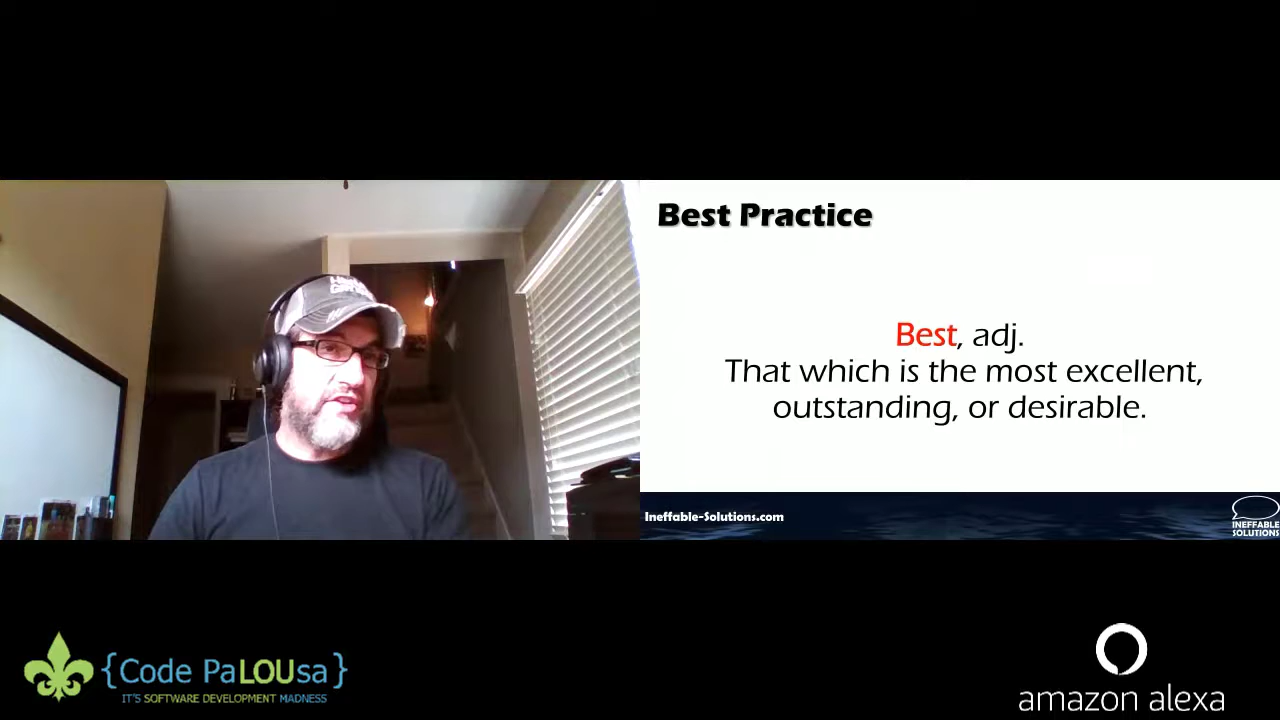 Best Practice
Best, adj.
That which is the most excellent,
outstanding, or desirable.
Ineffable-Solutions.com
INEFFABLE
SOLUTIONS
{Code PaLOUsa}
IT'S SOFTWARE DEVELOPMENT MADNESS
amazon alexa